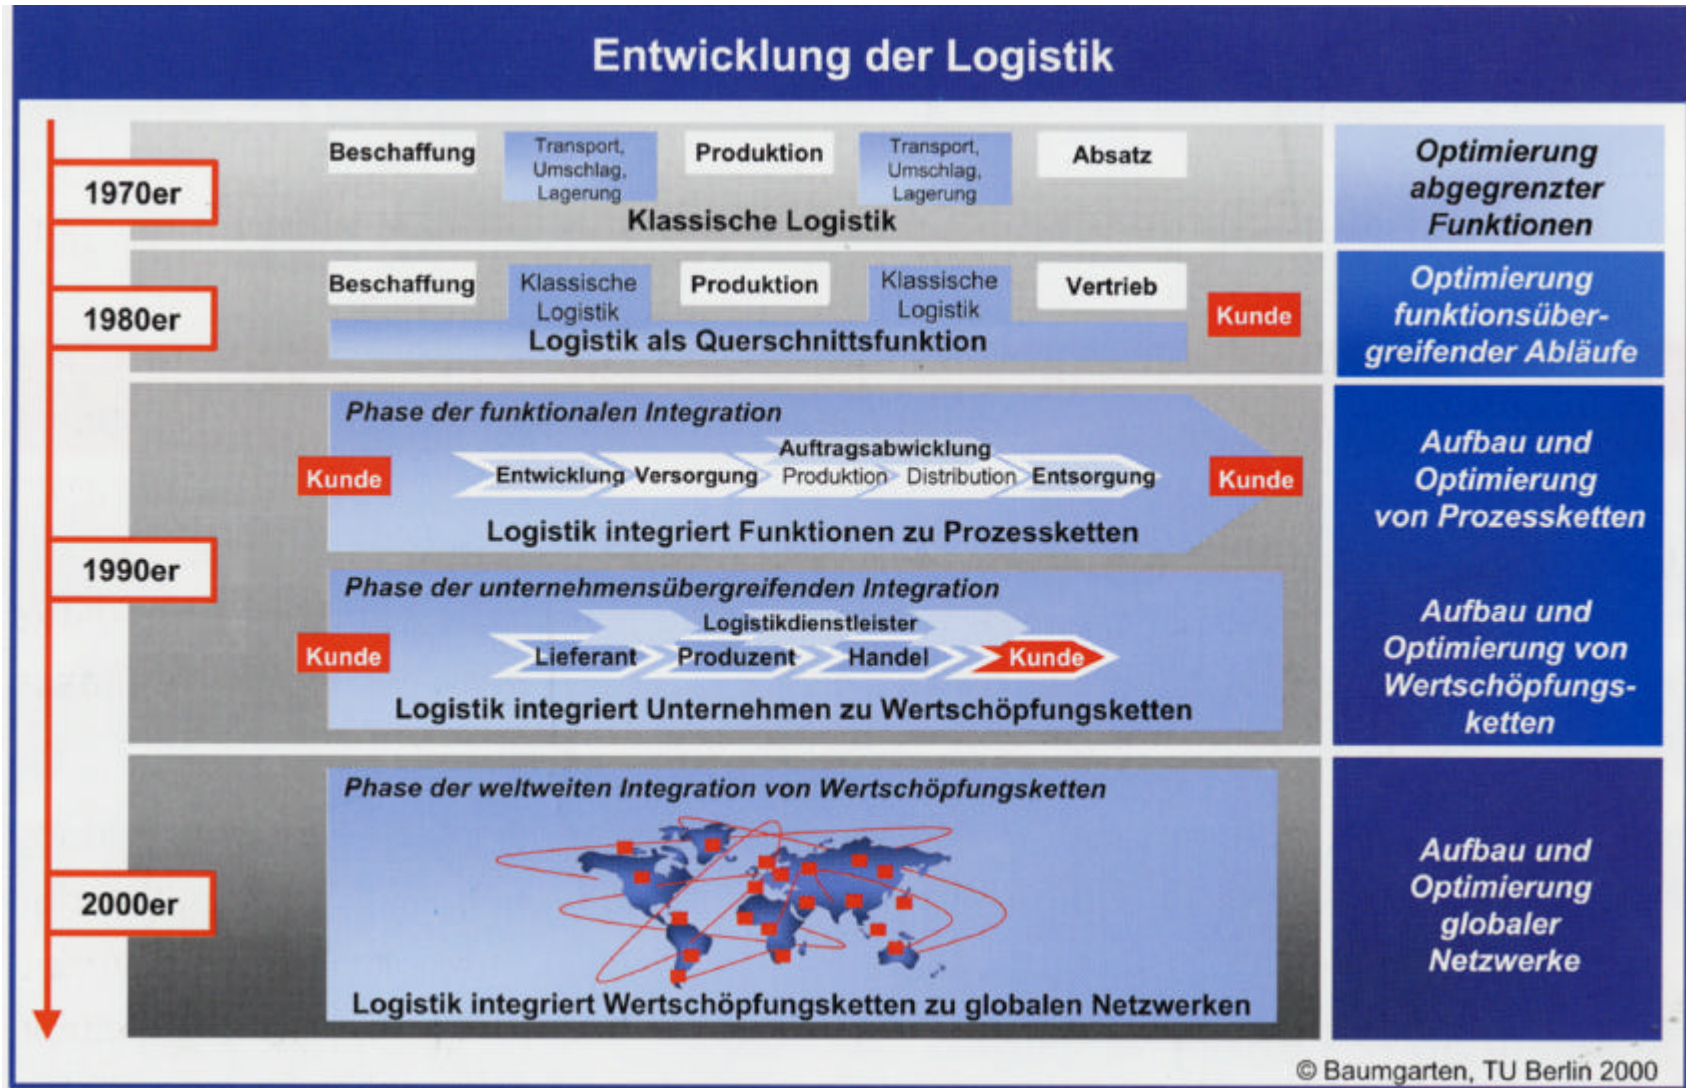 Entwicklung der Logistik
1970er
Beschaffung
Transport,
Umschlag,
Lagerung
Produktion
Transport,
Umschlag,
Lagerung
Absatz
Klassische Logistik
Optimierung
abgegrenzter
Funktionen
1980er
Beschaffung
Klassische
Logistik
Produktion
Klassische
Logistik
Vertrieb
Kunde
Logistik als Querschnittsfunktion
Optimierung
funktionsüber-
greifender Abläufe
1990er
Phase der funktionalen Integration
Kunde
Auftragsabwicklung
Entwicklung
Versorgung
Produktion
Distribution
Entsorgung
Kunde
Logistik integriert Funktionen zu Prozessketten
Aufbau und
Optimierung
von Prozessketten
Phase der unternehmensübergreifenden Integration
Kunde
Logistikdienstleister
Lieferant
Produzent
Handel
Kunde
Logistik integriert Unternehmen zu Wertschöpfungsketten
Aufbau und
Optimierung von
Wertschöpfungs-
ketten
2000er
Phase der weltweiten Integration von Wertschöpfungsketten
Logistik integriert Wertschöpfungsketten zu globalen Netzwerken
Aufbau und
Optimierung
globaler
Netzwerke
© Baumgarten, TU Berlin 2000